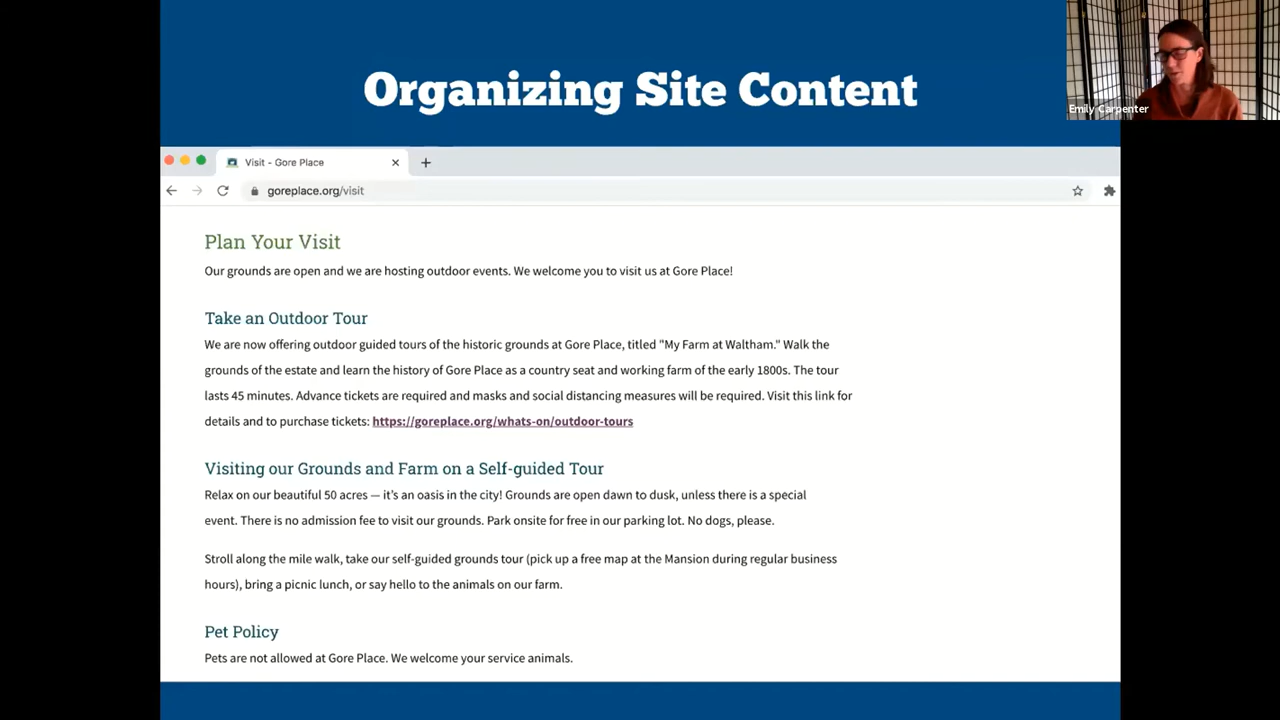 Organizing Site Content
Emily Carpenter
Visit - Gore Place
goreplace.org/visit
Plan Your Visit
Our grounds are open and we are hosting outdoor events. We welcome you to visit us at Gore Place!
Take an Outdoor Tour
We are now offering outdoor guided tours of the historic grounds at Gore Place, titled "My Farm at Waltham." Walk the
grounds of the estate and learn the history of Gore Place as a country seat and working farm of the early 1800s. The tour
lasts 45 minutes. Advance tickets are required and masks and social distancing measures will be required. Visit this link for
details and to purchase tickets: https://goreplace.org/whats-on/outdoor-tours
Visiting our Grounds and Farm on a Self-guided Tour
Relax on our beautiful 50 acres — it's an oasis in the city! Grounds are open dawn to dusk, unless there is a special
event. There is no admission fee to visit our grounds. Park onsite for free in our parking lot. No dogs, please.
Stroll along the mile walk, take our self-guided grounds tour (pick up a free map at the Mansion during regular business
hours), bring a picnic lunch, or say hello to the animals on our farm.
Pet Policy
Pets are not allowed at Gore Place. We welcome your service animals.